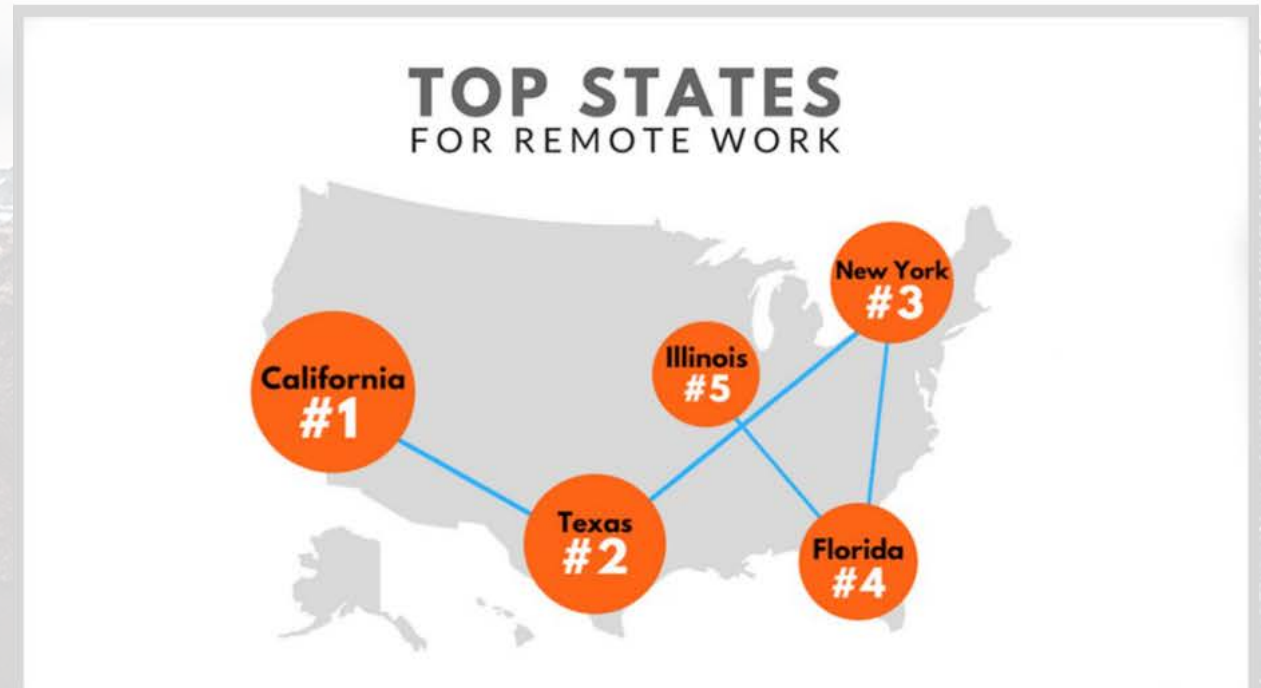 TOP STATES
FOR REMOTE WORK
New York
#3
Illinois
#5
California
#1
Texas
#2
Florida
#4